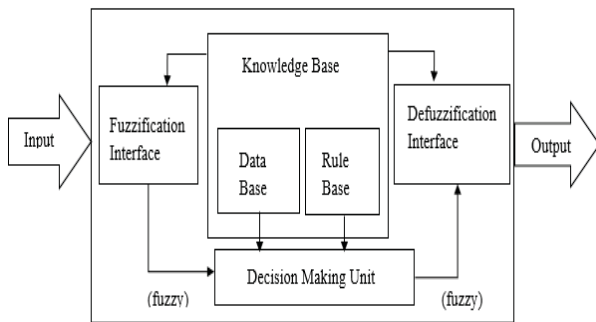 Knowledge Base
Fuzzification
Interface
Defuzzification
Interface
Input
Data
Base
Rule
Base
Output
Decision Making Unit
(fuzzy)
(fuzzy)